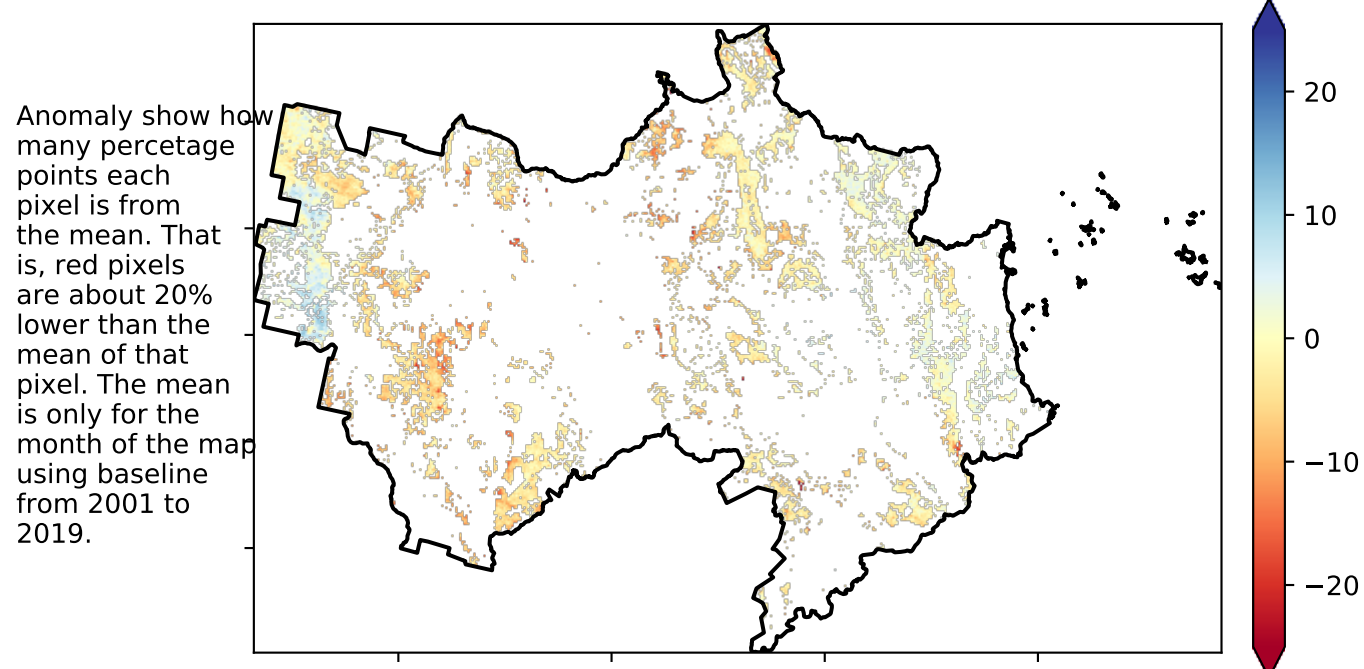 Anomaly show how
many percetage
points each
pixel is from
the mean. That
is, red pixels
are about 20%
lower than the
mean of that
pixel. The mean
is only for the
month of the map
using baseline
from 2001 to
2019.
20
10
0
−10
−20